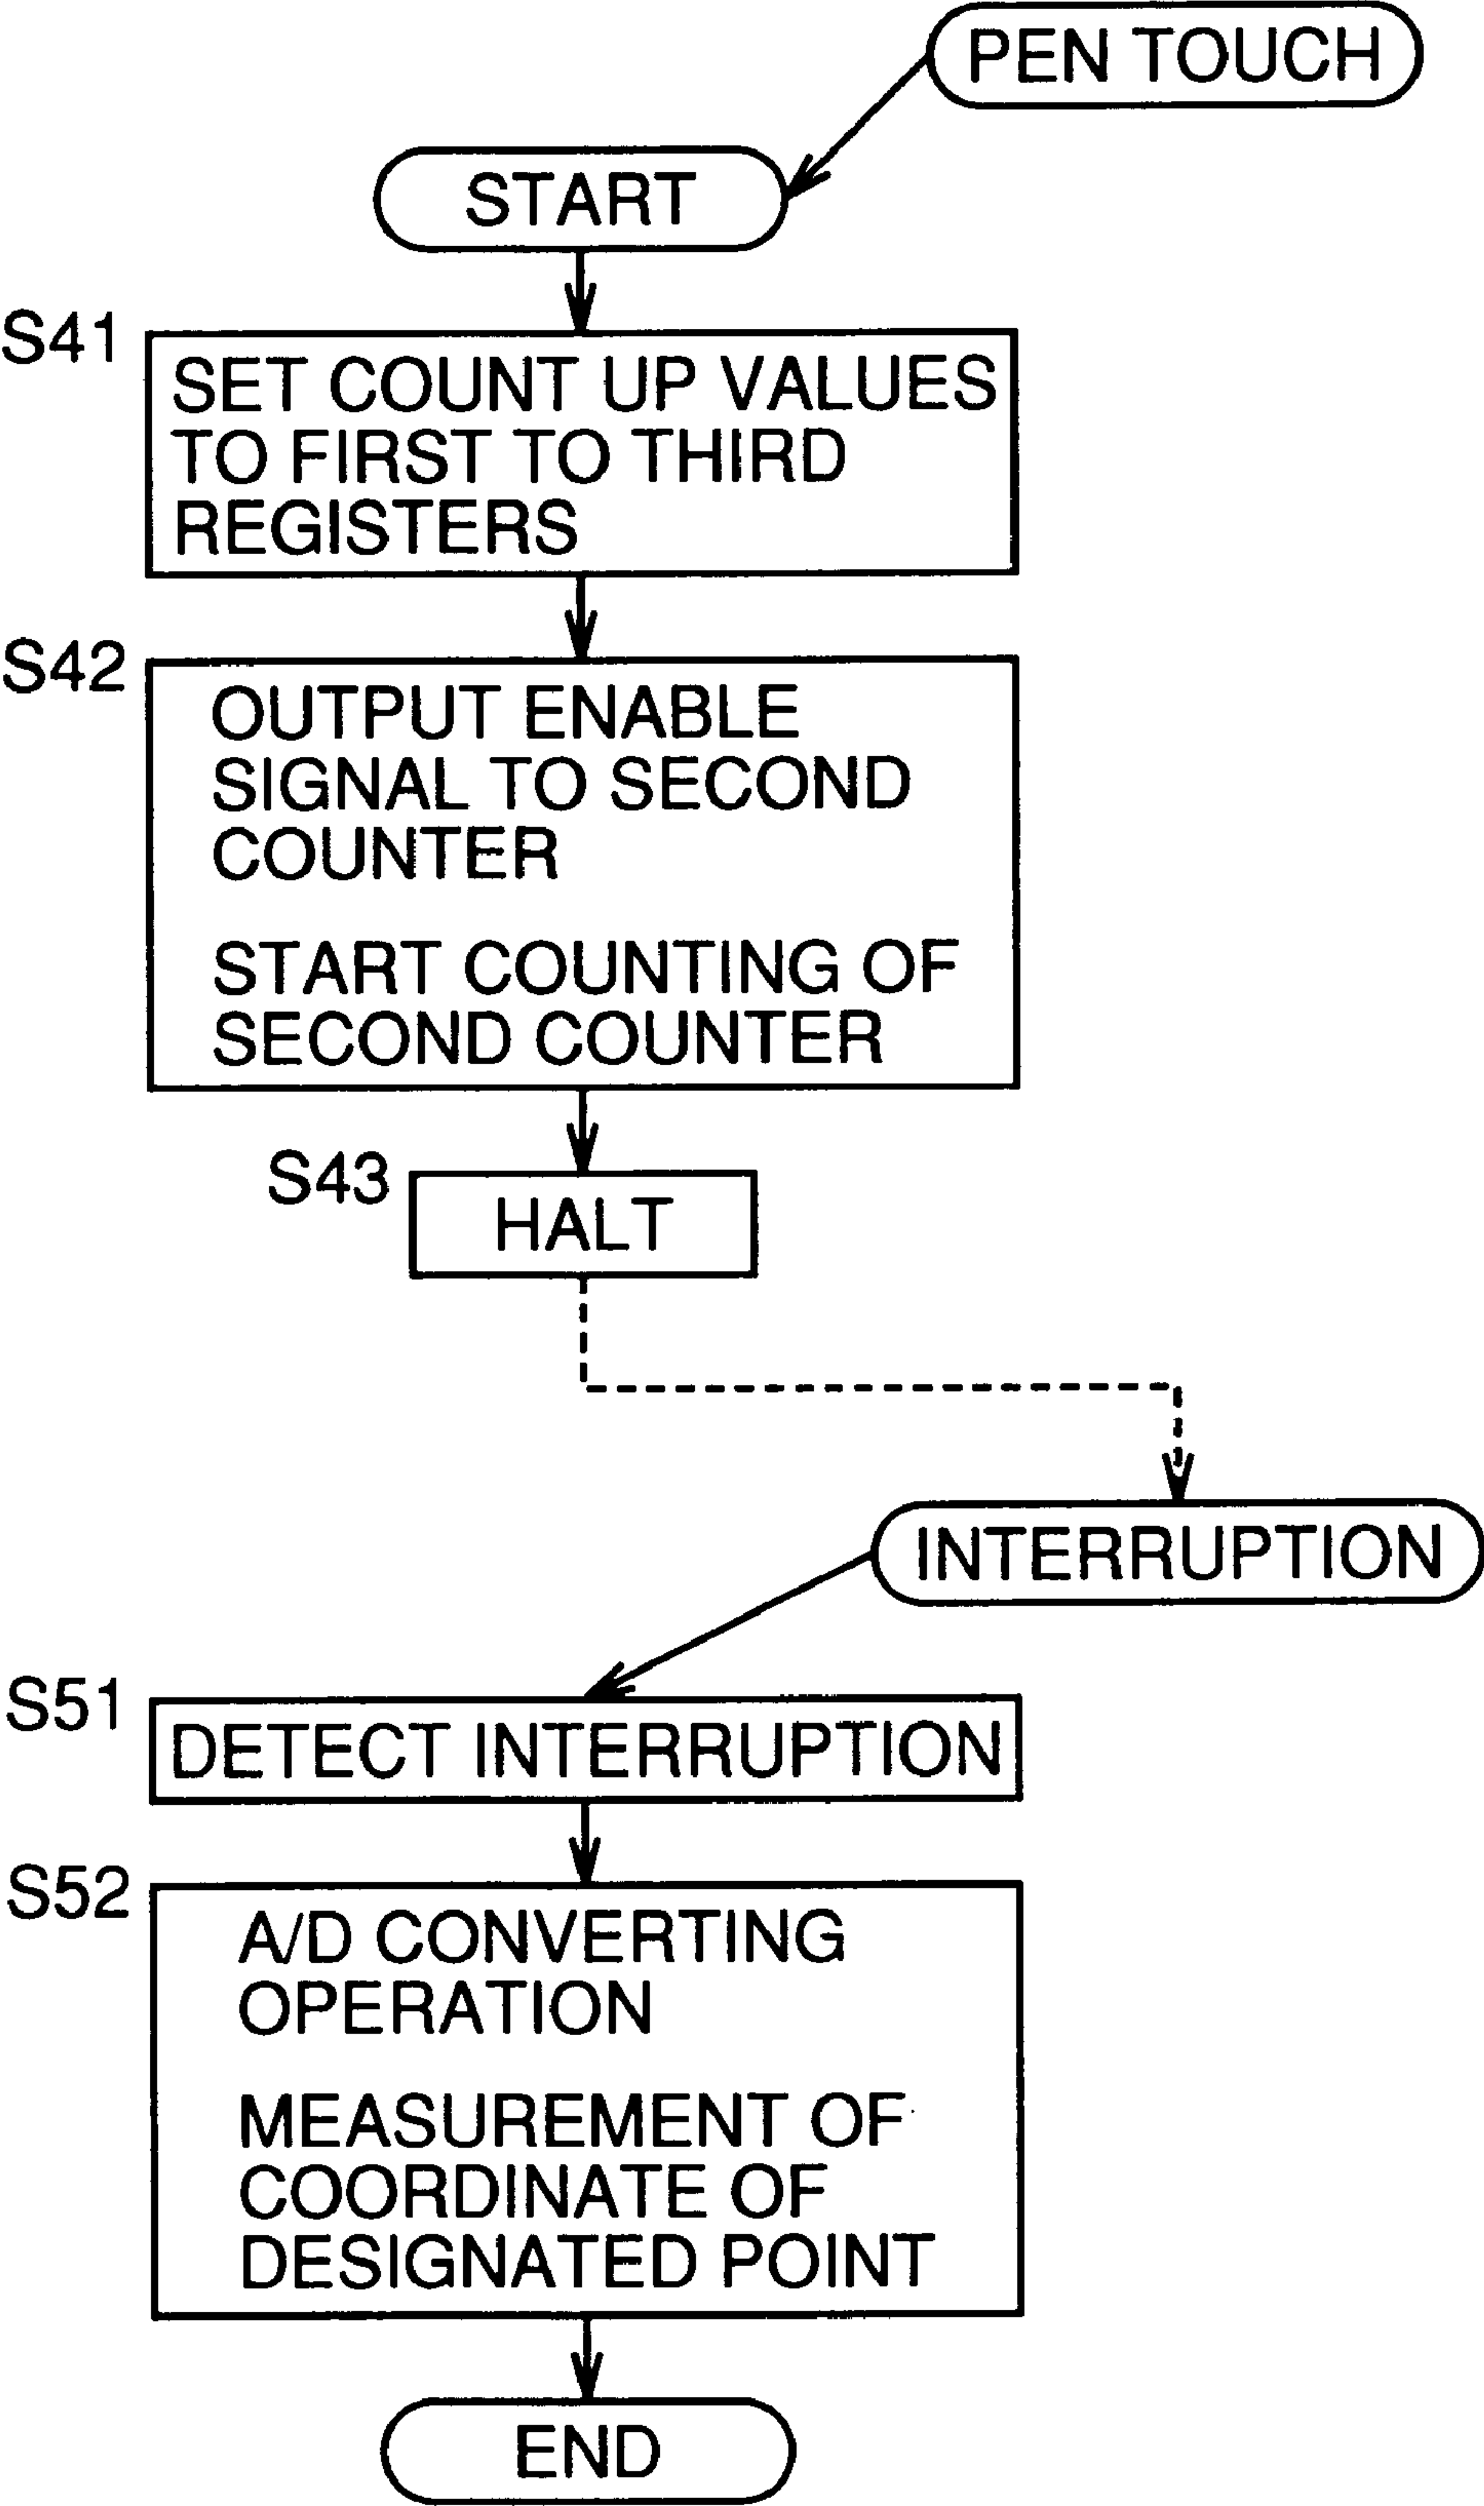 PEN TOUCH
START
S41
SET COUNT UP VALUES
TO FIRST TO THIRD
REGISTERS
S42
OUTPUT ENABLE
SIGNAL TO SECOND
COUNTER
START COUNTING OF
SECOND COUNTER
S43
HALT
INTERRUPTION
S51
DETECT INTERRUPTION
S52
A/D CONVERTING
OPERATION
MEASUREMENT OF
COORDINATE OF
DESIGNATED POINT
END